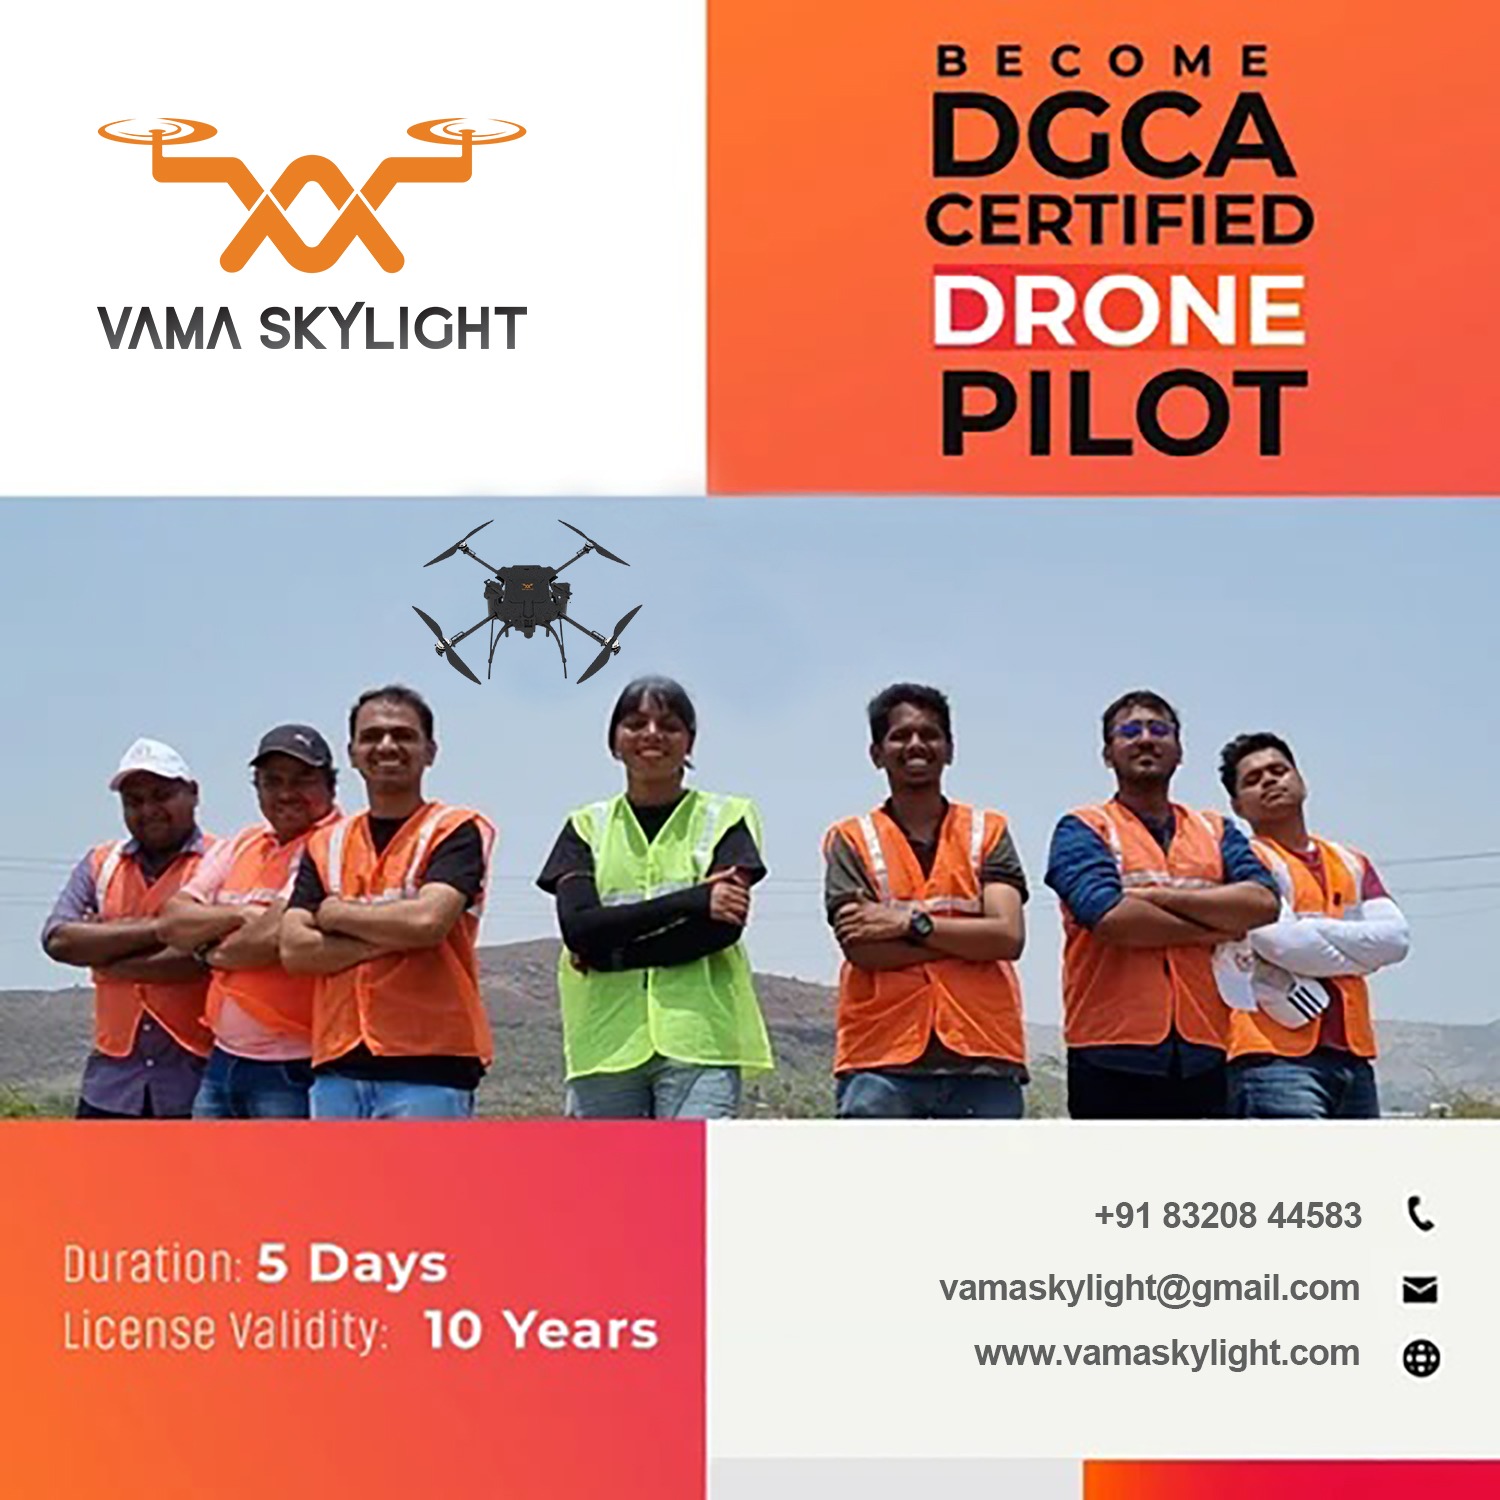 VAMA SKYLIGHT
BECOME
DGCA
CERTIFIED
DRONE
PILOT
Duration: 5 Days
License Validity: 10 Years
+91 83208 44583
vamaskylight@gmail.com
www.vamaskylight.com